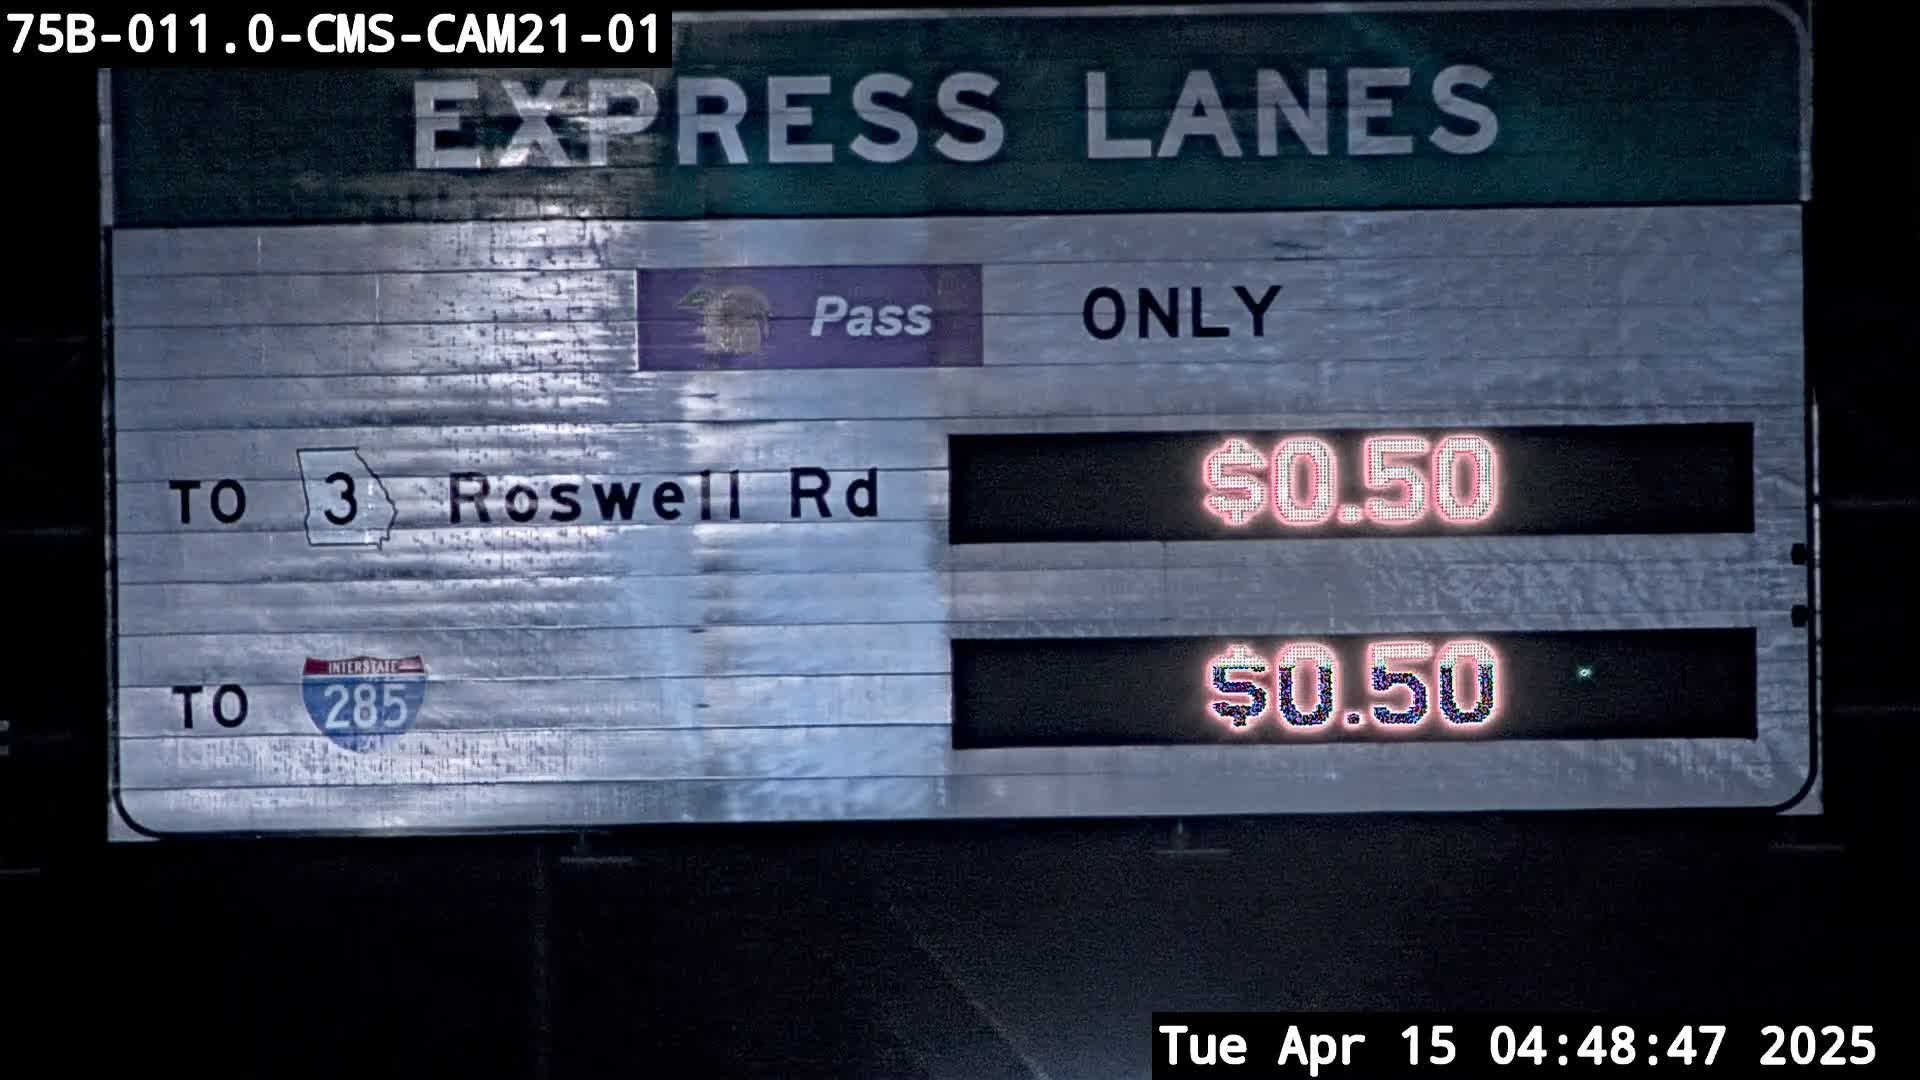 75B-011.0-CMS-CAM21-01
EXPRESS LANES
Pass ONLY
TO 3 Roswell Rd $0.50
TO INTERSTATE 285 $0.50
Tue Apr 15 04:48:47 2025